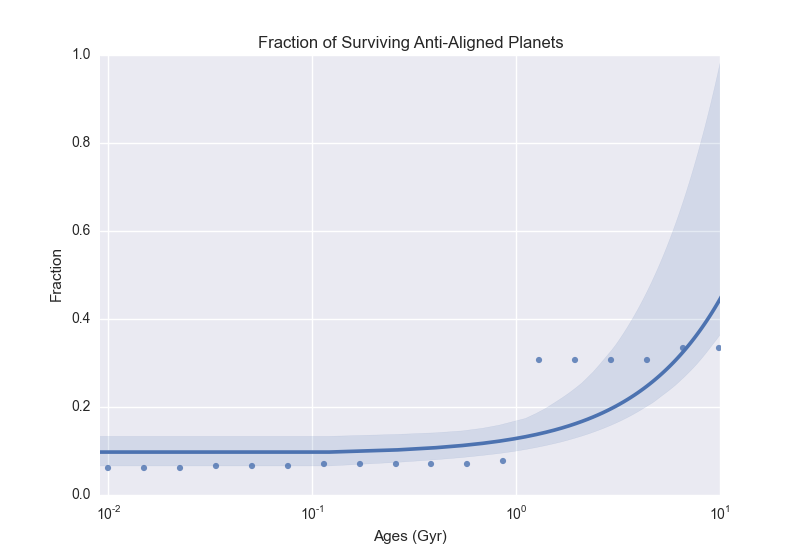 Fraction of Surviving Anti-Aligned Planets
1.0
0.8
0.6
0.4
0.2
0.0
Fraction
10^-2 10^-1 10^0 10^1
Ages (Gyr)